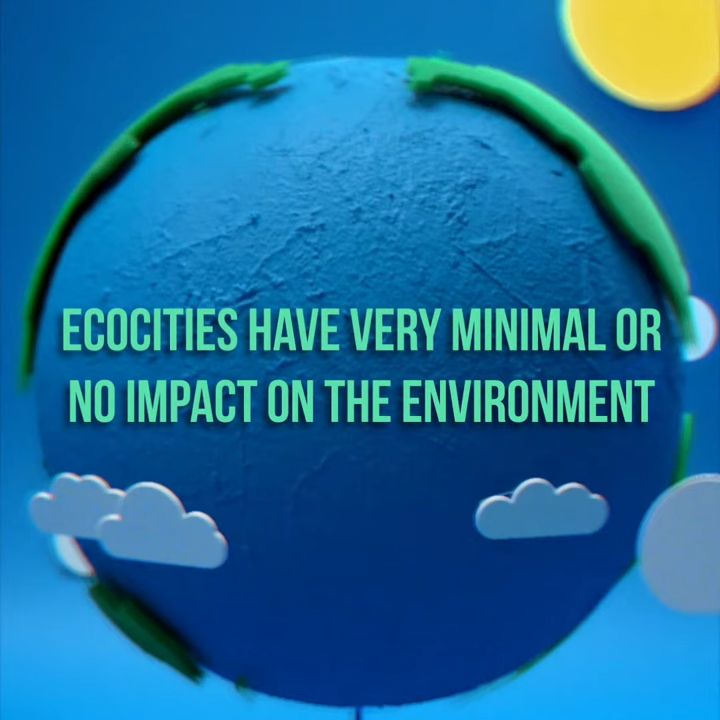 ECOCITIES HAVE VERY MINIMAL OR
NO IMPACT ON THE ENVIRONMENT